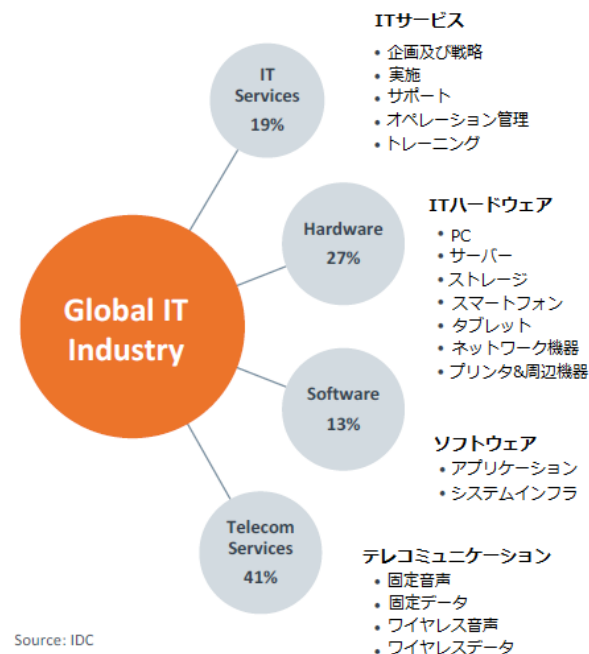 ITサービス
• 企画及び戦略
• 実施
• サポート
• オペレーション管理
• トレーニング
IT
Services
19%
ITハードウェア
• PC
• サーバー
• ストレージ
• スマートフォン
• タブレット
• ネットワーク機器
• プリンタ&周辺機器
Hardware
27%
Global IT
Industry
Software
13%
ソフトウェア
• アプリケーション
• システムインフラ
Telecom
Services
41%
テレコミュニケーション
• 固定音声
• 固定データ
• ワイヤレス音声
• ワイヤレスデータ
Source: IDC